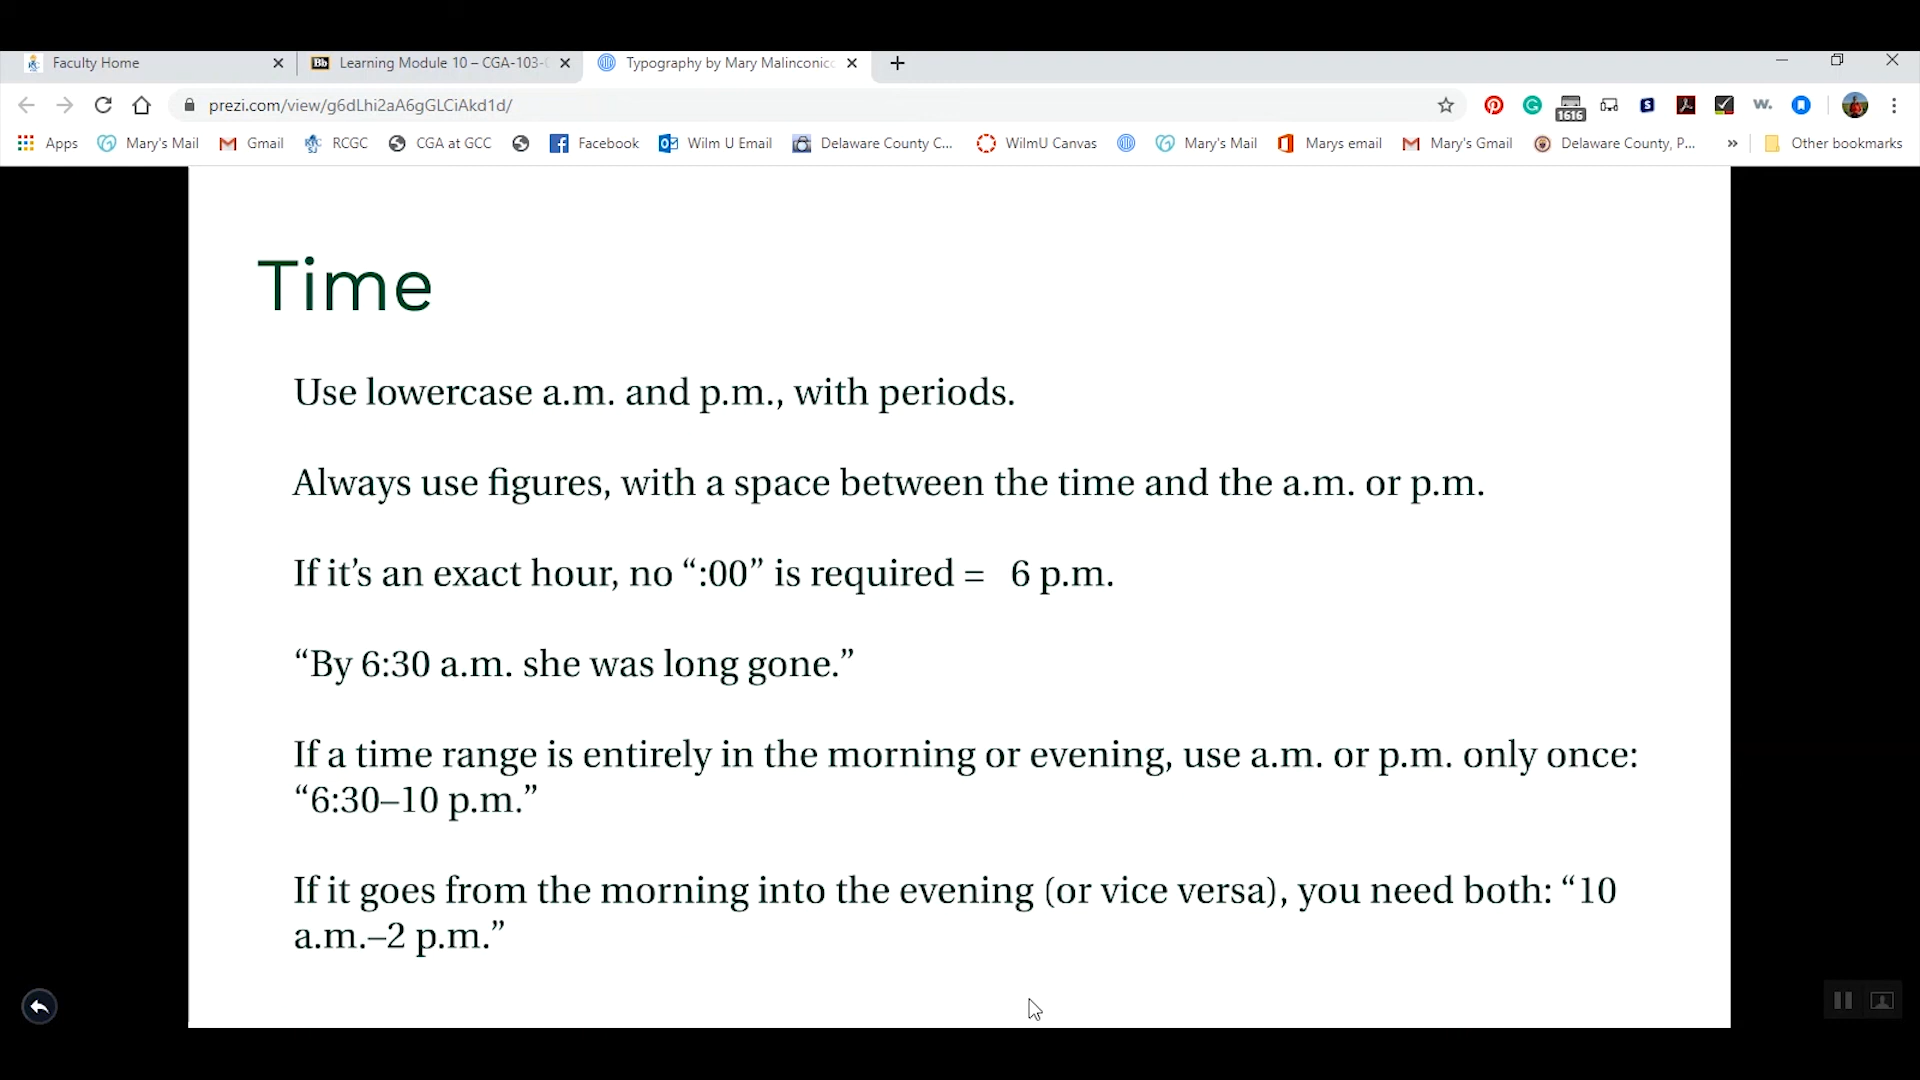 Faculty Home
Learning Module 10 – CGA-103-
Typography by Mary Malinconic
prezi.com/view/g6dLhi2aA6gGLCiAkd1d/
1616
w.
Apps Mary's Mail Gmail RCGC CGA at GCC Facebook Wilm U Email Delaware County C... WilmU Canvas Mary's Mail Marys email Mary's Gmail Delaware County, P... » Other bookmarks
Time
Use lowercase a.m. and p.m., with periods.
Always use figures, with a space between the time and the a.m. or p.m.
If it’s an exact hour, no “:00” is required = 6 p.m.
“By 6:30 a.m. she was long gone.”
If a time range is entirely in the morning or evening, use a.m. or p.m. only once:
“6:30–10 p.m.”
If it goes from the morning into the evening (or vice versa), you need both: “10
a.m.–2 p.m.”